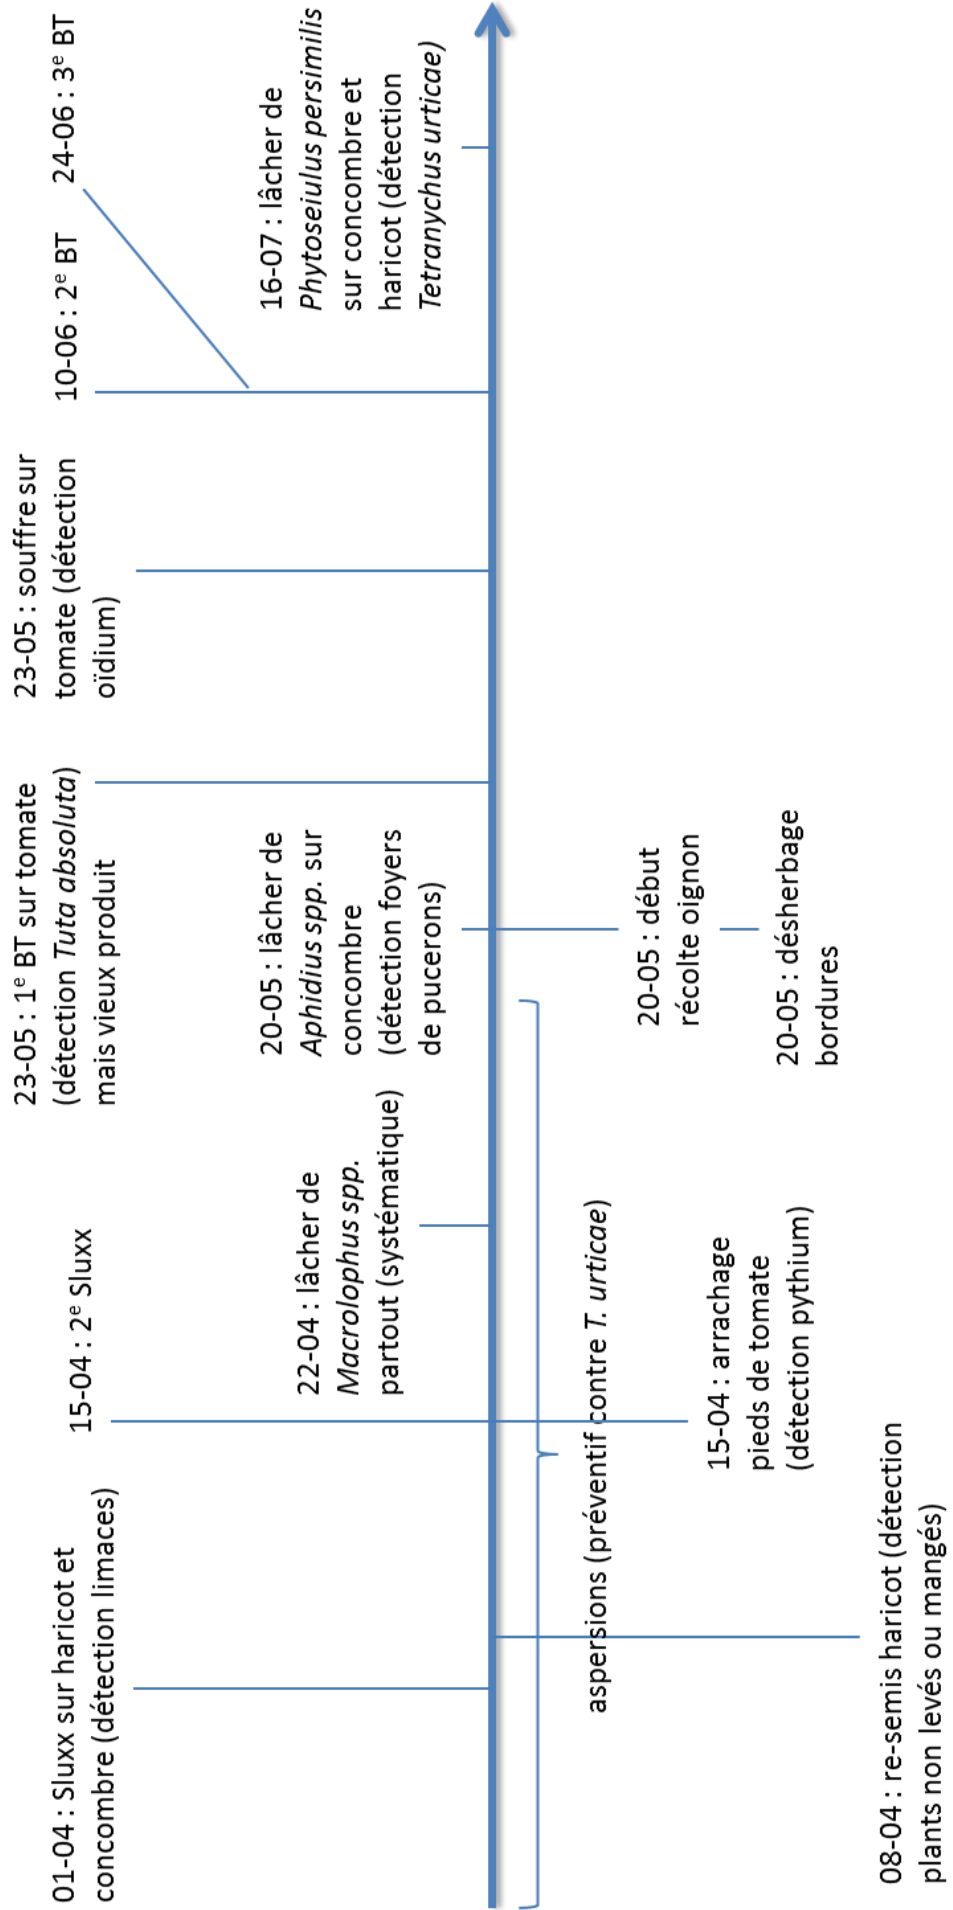 01-04 : Sluxx sur haricot et
concombre (détection limaces)
15-04 : 2e Sluxx
23-05 : 1e BT sur tomate
(détection Tuta absoluta)
mais vieux produit
23-05 : souffre sur
tomate (détection
oïdium)
10-06 : 2e BT
24-06 : 3e BT
22-04 : lâcher de
Macrolophus spp.
partout (systématique)
20-05 : lâcher de
Aphidius spp. sur
concombre
(détection foyers
de pucerons)
16-07 : lâcher de
Phytoseiulus persimilis
sur concombre et
haricot (détection
Tetranychus urticae)
aspersions (préventif contre T. urticae)
20-05 : début
récolte oignon
20-05 : désherbage
bordures
15-04 : arrachage
pieds de tomate
(détection pythium)
08-04 : re-semis haricot (détection
plants non levés ou mangés)